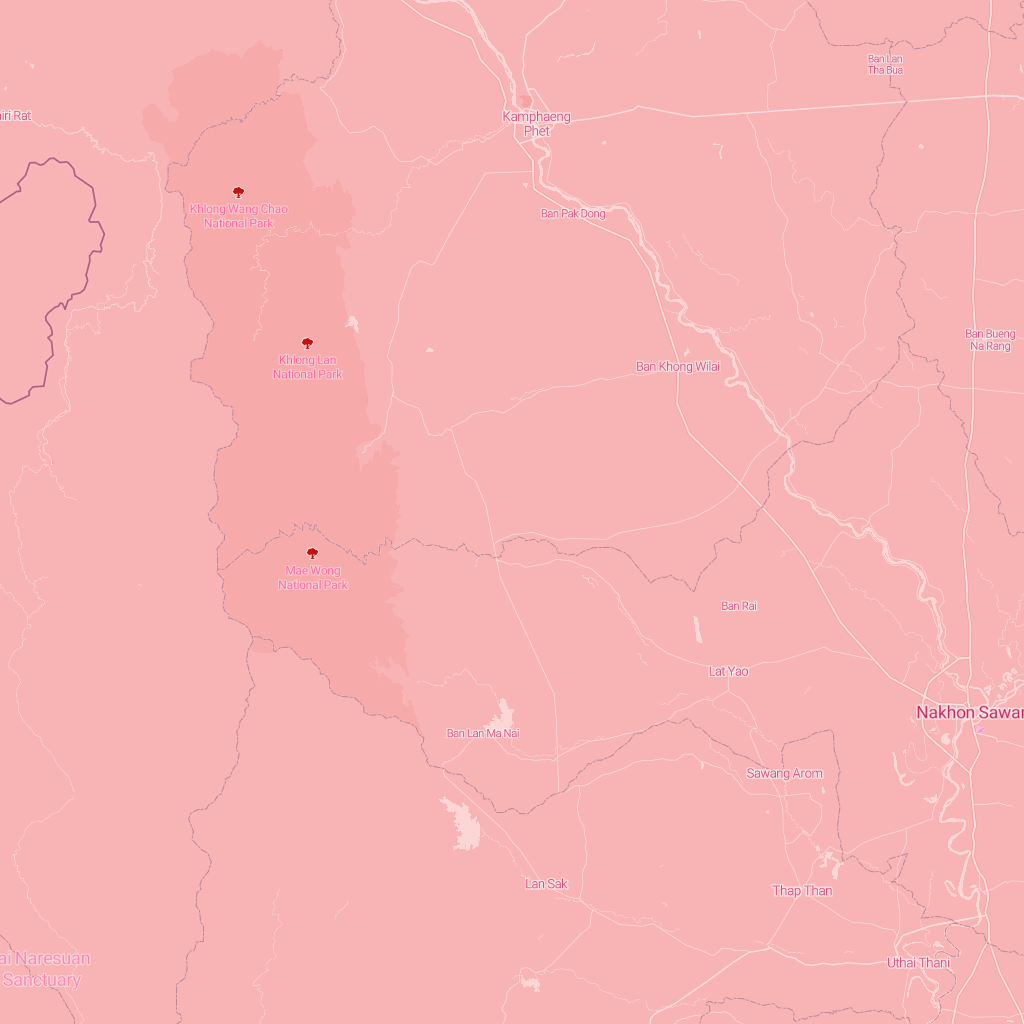 Ban Lan
Tha Bua
iri Rat
Kamphaeng
Phet
Khlong Wang Chao
National Park
Ban Pak Dong
Ban Bueng
Na Rang
Khlong Lan
National Park
Ban Khong Wilai
Mae Wong
National Park
Ban Rai
Lat Yao
Nakhon Sawan
Ban Lan Ma Nai
Sawang Arom
Lan Sak
Thap Than
ai Naresuan
Sanctuary
Uthai Thani